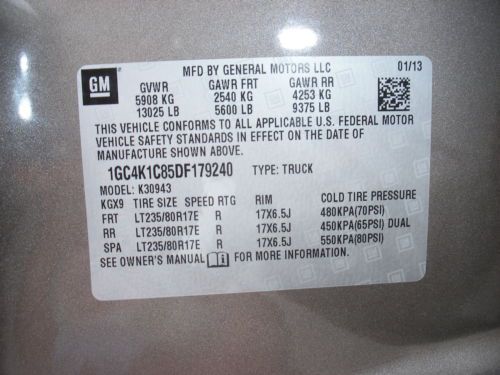 MFD BY GENERAL MOTORS LLC 01/13
GM
GVWR GAWR FRT GAWR RR
5908 KG 2540 KG 4253 KG
13025 LB 5600 LB 9375 LB
THIS VEHICLE CONFORMS TO ALL APPLICABLE U.S. FEDERAL MOTOR
VEHICLE SAFETY STANDARDS IN EFFECT ON THE DATE OF
MANUFACTURE SHOWN ABOVE.
1GC4K1C85DF179240 TYPE: TRUCK
MODEL: K30943
KGX9 TIRE SIZE SPEED RTG RIM COLD TIRE PRESSURE
FRT LT235/80R17E R 17X6.5J 480KPA(70PSI)
RR LT235/80R17E R 17X6.5J 450KPA(65PSI) DUAL
SPA LT235/80R17E R 17X6.5J 550KPA(80PSI)
SEE OWNER'S MANUAL FOR MORE INFORMATION.